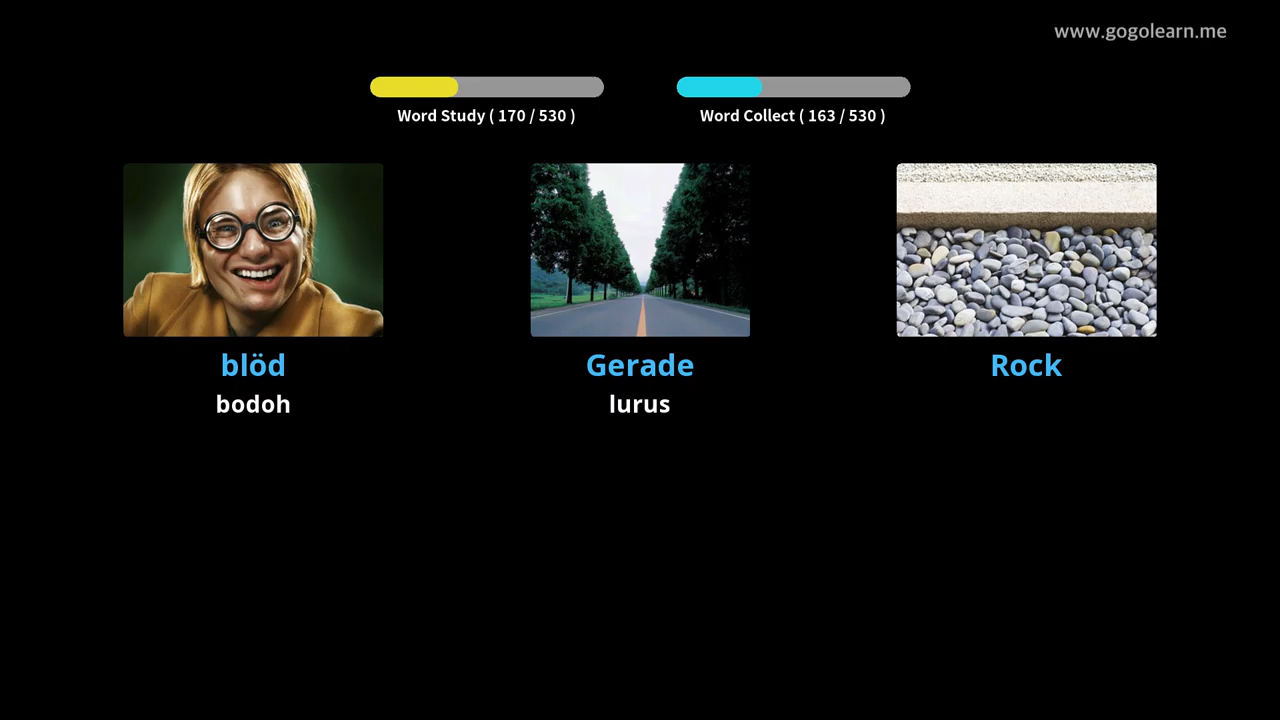 www.gogolearn.me
Word Study ( 170 / 530 )
Word Collect ( 163 / 530 )
blöd
Gerade
Rock
bodoh
lurus